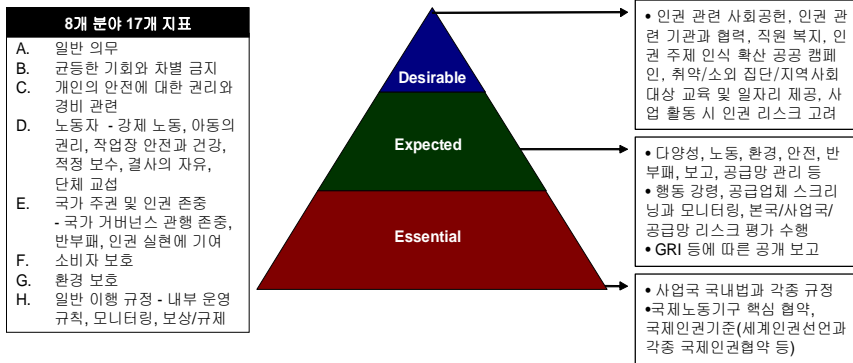 8개 분야 17개 지표
A. 일반 의무
B. 균등한 기회와 차별 금지
C. 개인의 안전에 대한 권리와
경비 관련
D. 노동자 - 강제 노동, 아동의
권리, 작업장 안전과 건강,
적정 보수, 결사의 자유,
단체 교섭
E. 국가 주권 및 인권 존중
- 국가 거버넌스 관행 존중,
반부패, 인권 실현에 기여
F. 소비자 보호
G. 환경 보호
H. 일반 이행 규정 - 내부 운영
규칙, 모니터링, 보상/규제
Desirable
Expected
Essential
• 인권 관련 사회공헌, 인권 관
련 기관과 협력, 직원 복지, 인
권 주제 인식 확산 공공 캠페
인, 취약/소외 집단/지역사회
대상 교육 및 일자리 제공, 사
업 활동 시 인권 리스크 고려
• 다양성, 노동, 환경, 안전, 반
부패, 보고, 공급망 관리 등
• 행동 강령, 공급업체 스크리
닝과 모니터링, 본국/사업국/
공급망 리스크 평가 수행
• GRI 등에 따른 공개 보고
• 사업국 국내법과 각종 규정
•국제노동기구 핵심 협약,
국제인권기준(세계인권선언과
각종 국제인권협약 등)